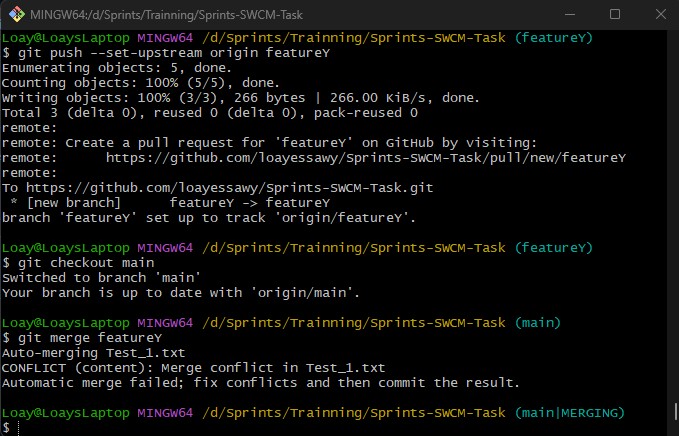 MINGW64:/d/Sprints/Trainning/Sprints-SWCM-Task
Loay@LoaysLaptop MINGW64 /d/Sprints/Trainning/Sprints-SWCM-Task (featureY)
$ git push --set-upstream origin featureY
Enumerating objects: 5, done.
Counting objects: 100% (5/5), done.
Writing objects: 100% (3/3), 266 bytes | 266.00 KiB/s, done.
Total 3 (delta 0), reused 0 (delta 0), pack-reused 0
remote:
remote: Create a pull request for 'featureY' on GitHub by visiting:
remote:      https://github.com/loayessawy/Sprints-SWCM-Task/pull/new/featureY
remote:
To https://github.com/loayessawy/Sprints-SWCM-Task.git
 * [new branch]      featureY -> featureY
branch 'featureY' set up to track 'origin/featureY'.
Loay@LoaysLaptop MINGW64 /d/Sprints/Trainning/Sprints-SWCM-Task (featureY)
$ git checkout main
Switched to branch 'main'
Your branch is up to date with 'origin/main'.
Loay@LoaysLaptop MINGW64 /d/Sprints/Trainning/Sprints-SWCM-Task (main)
$ git merge featureY
Auto-merging Test_1.txt
CONFLICT (content): Merge conflict in Test_1.txt
Automatic merge failed; fix conflicts and then commit the result.
Loay@LoaysLaptop MINGW64 /d/Sprints/Trainning/Sprints-SWCM-Task (main|MERGING)
$